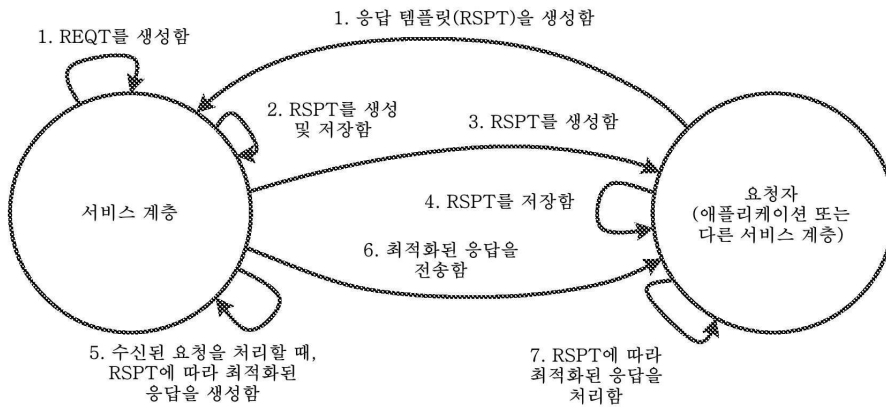 1. 응답 템플릿(RSPT)을 생성함
1. REQT를 생성함
2. RSPT를 생성
및 저장함
3. RSPT를 생성함
서비스 계층
4. RSPT를 저장함
요청자
(애플리케이션 또는
다른 서비스 계층)
6. 최적화된 응답을
전송함
5. 수신된 요청을 처리할 때,
RSPT에 따라 최적화된
응답을 생성함
7. RSPT에 따라
최적화된 응답을
처리함